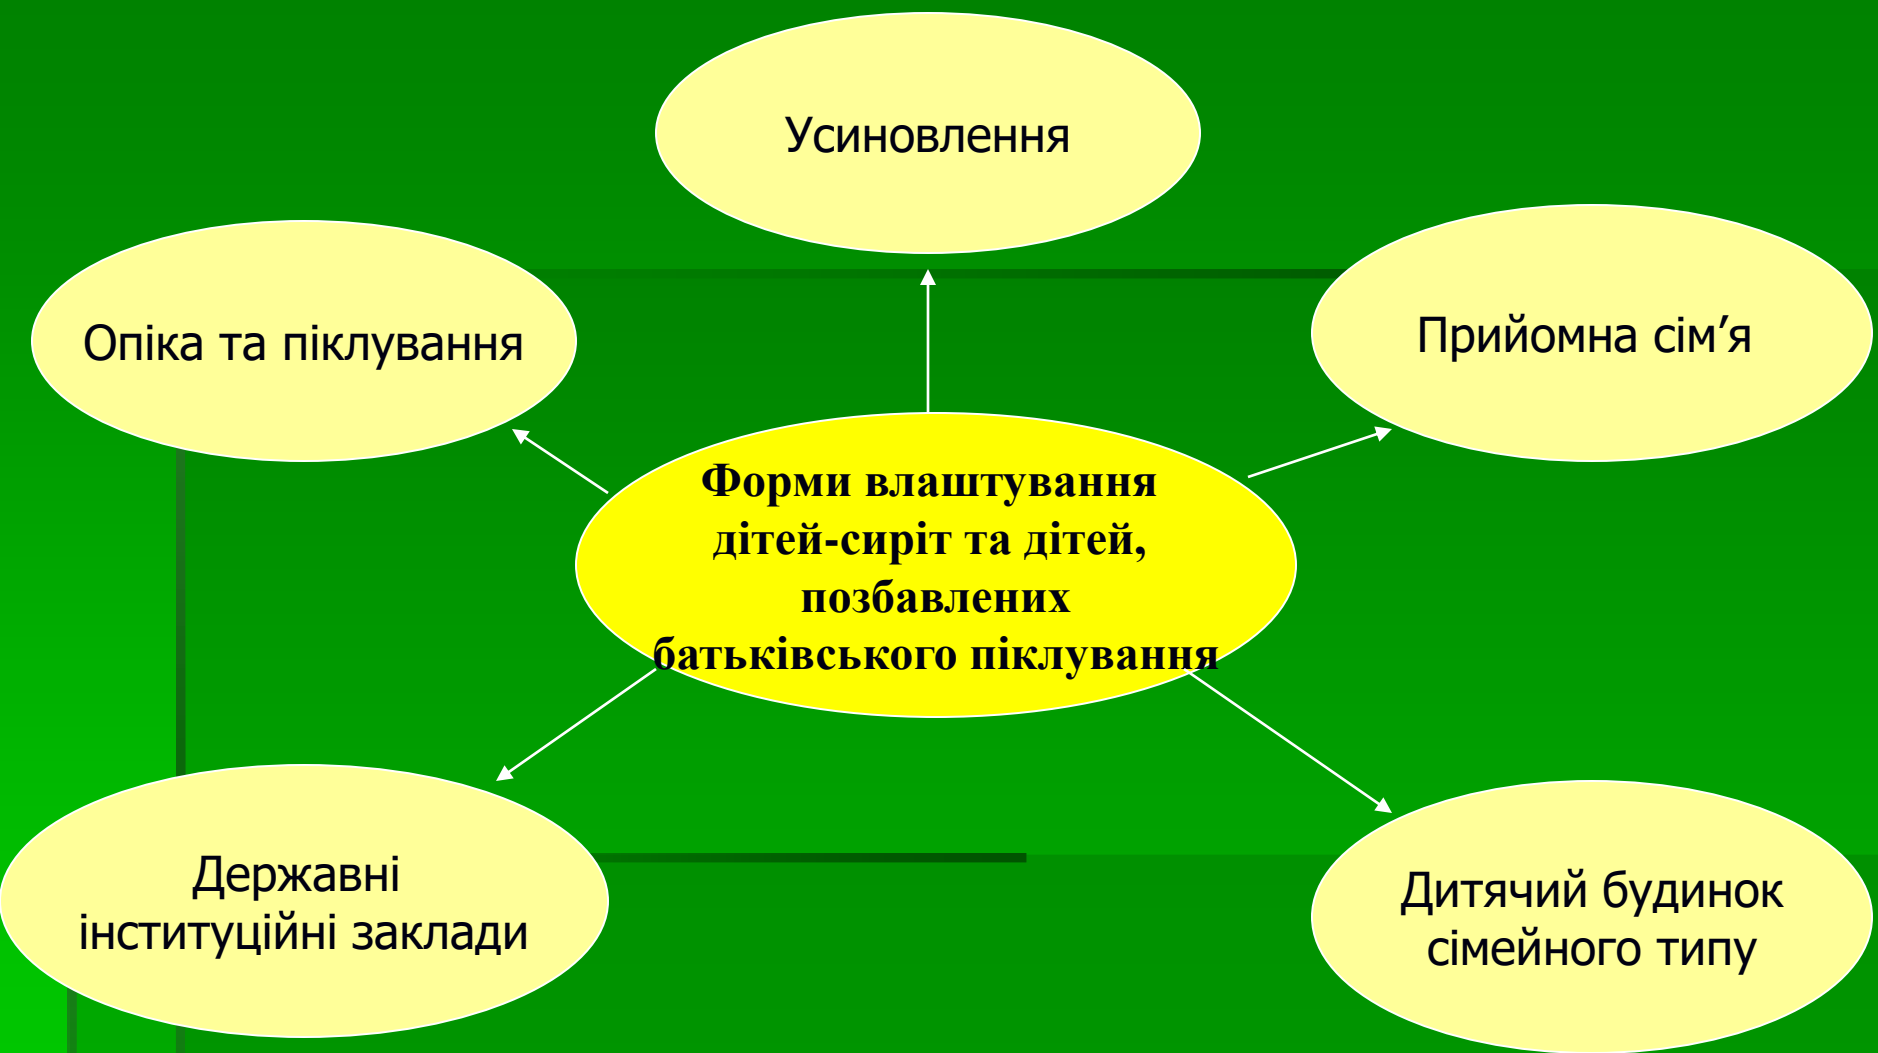 Усиновлення
Опіка та піклування
Прийомна сім’я
Форми влаштування
дітей-сиріт та дітей,
позбавлених
батьківського піклування
Державні
інституційні заклади
Дитячий будинок
сімейного типу